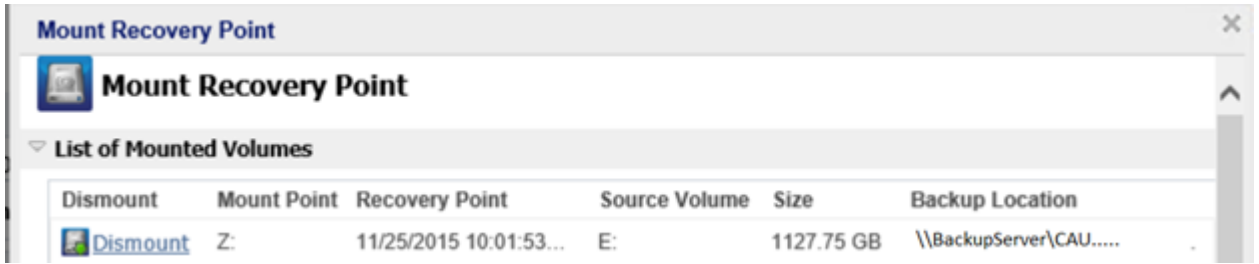 Mount Recovery Point
Mount Recovery Point
List of Mounted Volumes
Dismount Mount Point Recovery Point Source Volume Size Backup Location
Dismount Z: 11/25/2015 10:01:53... E: 1127.75 GB \\BackupServer\CAU.....